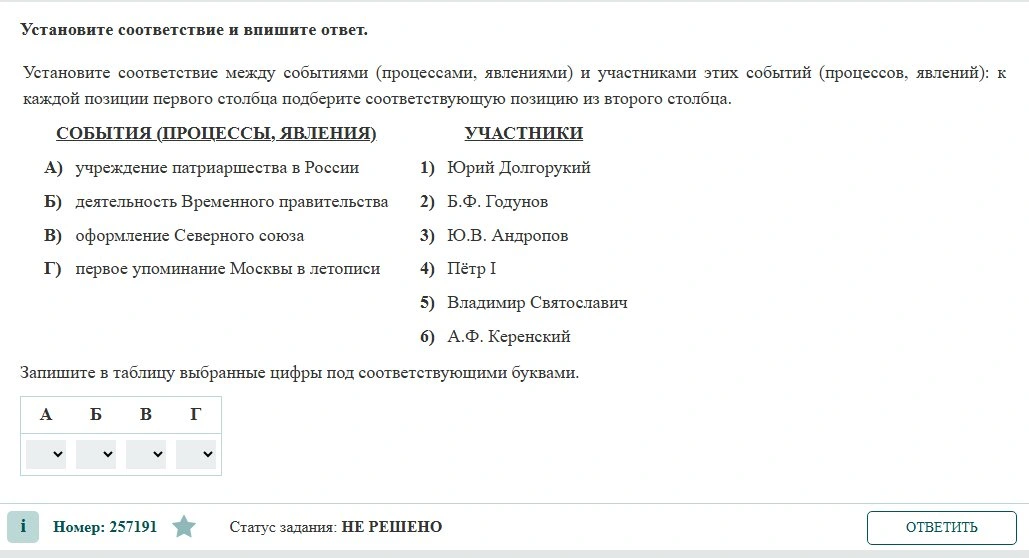 Установите соответствие и впишите ответ.
Установите соответствие между событиями (процессами, явлениями) и участниками этих событий (процессов, явлений): к
каждой позиции первого столбца подберите соответствующую позицию из второго столбца.
СОБЫТИЯ (ПРОЦЕССЫ, ЯВЛЕНИЯ)
А) учреждение патриаршества в России
Б) деятельность Временного правительства
В) оформление Северного союза
Г) первое упоминание Москвы в летописи
УЧАСТНИКИ
1) Юрий Долгорукий
2) Б.Ф. Годунов
3) Ю.В. Андропов
4) Пётр I
5) Владимир Святославич
6) А.Ф. Керенский
Запишите в таблицу выбранные цифры под соответствующими буквами.
А Б В Г
i Номер: 257191 Статус задания: НЕ РЕШЕНО ОТВЕТИТЬ